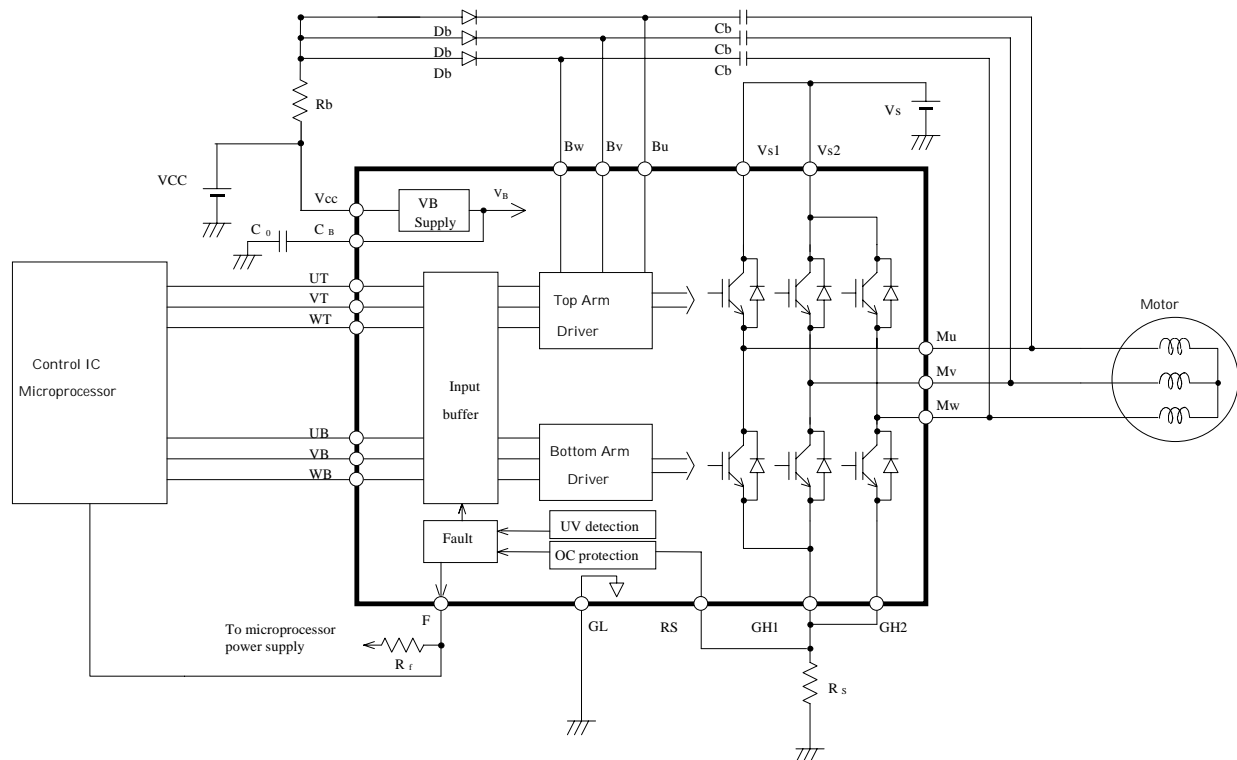 Db
Cb
Db
Cb
Db
Cb
Rb
Vs
Bw
Bv
Bu
Vs1
Vs2
VCC
Vcc
VB
Supply
VB
C0
CB
UT
VT
WT
Top Arm
Driver
Motor
Mu
Mv
Mw
Control IC
Microprocessor
Input
buffer
UB
VB
WB
Bottom Arm
Driver
UV detection
Fault
OC protection
F
GL
RS
GH1
GH2
To microprocessor
power supply
Rf
RS